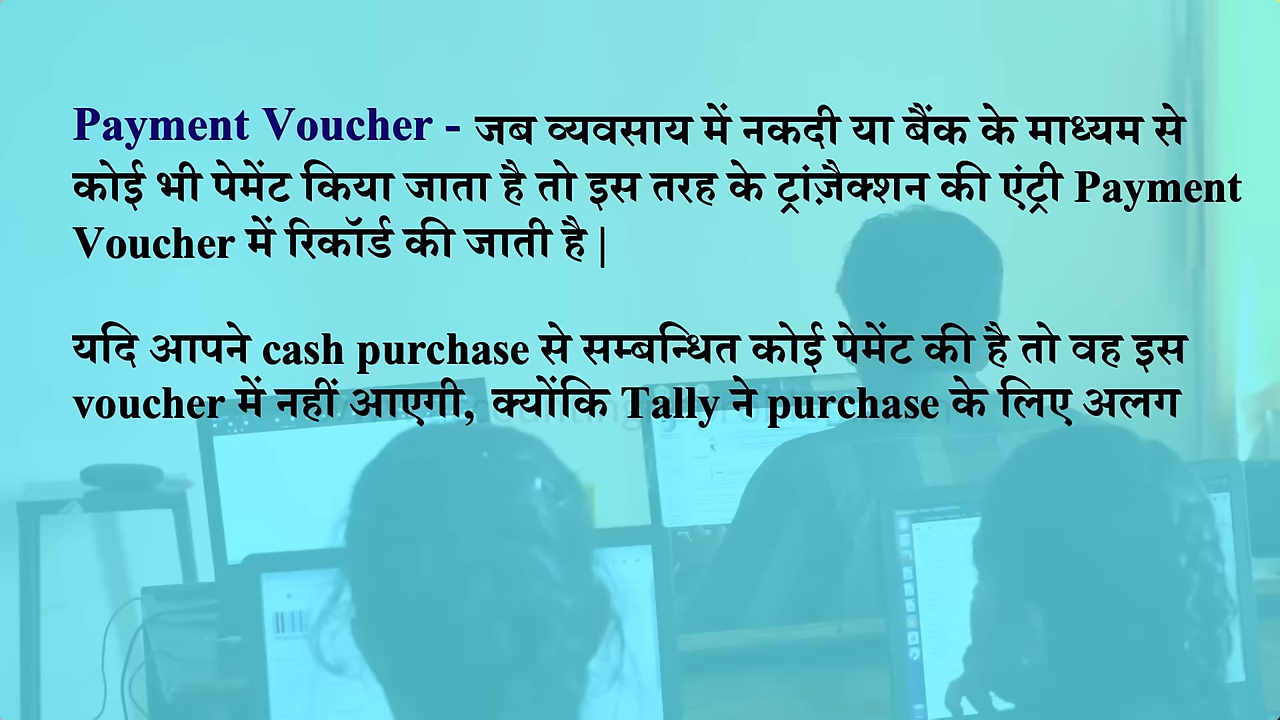 Payment Voucher - जब व्यवसाय में नकदी या बैंक के माध्यम से
कोई भी पेमेंट किया जाता है तो इस तरह के ट्रांज़ैक्शन की एंट्री Payment
Voucher में रिकॉर्ड की जाती है |
यदि आपने cash purchase से सम्बन्धित कोई पेमेंट की है तो वह इस
voucher में नहीं आएगी, क्योंकि Tally ने purchase के लिए अलग